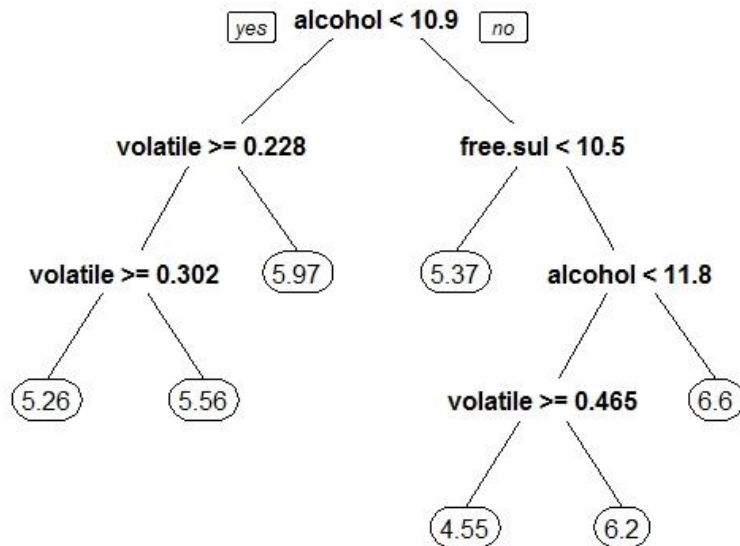 yes alcohol < 10.9 no
volatile >= 0.228 free.sul < 10.5
volatile >= 0.302 5.97 5.37 alcohol < 11.8
5.26 5.56 volatile >= 0.465 6.6
4.55 6.2